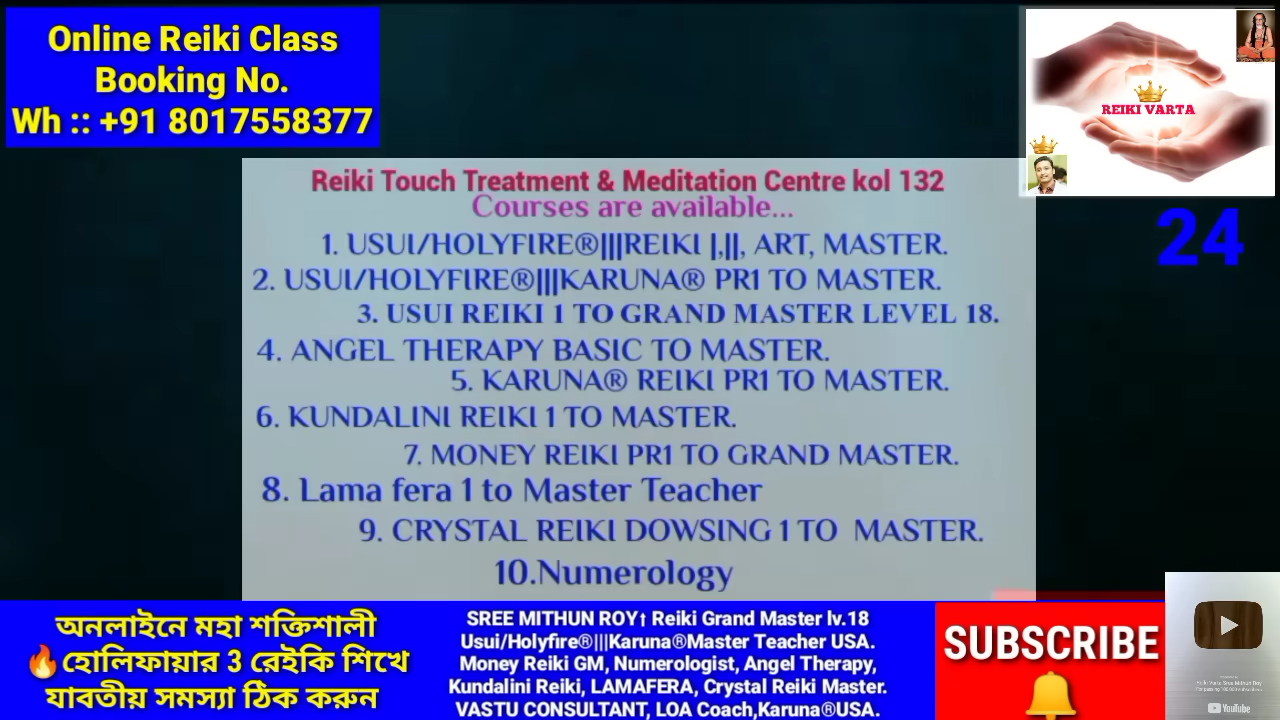 Online Reiki Class
Booking No.
Wh :: +91 8017558377
REIKI VARTA
24
Reiki Touch Treatment & Meditation Centre kol 132
Courses are available...
1. USUI/HOLYFIRE®|||REIKI |,||, ART, MASTER.
2. USUI/HOLYFIRE®|||KARUNA® PR1 TO MASTER.
3. USUI REIKI 1 TO GRAND MASTER LEVEL 18.
4. ANGEL THERAPY BASIC TO MASTER.
5. KARUNA® REIKI PR1 TO MASTER.
6. KUNDALINI REIKI 1 TO MASTER.
7. MONEY REIKI PR1 TO GRAND MASTER.
8. Lama fera 1 to Master Teacher
9. CRYSTAL REIKI DOWSING 1 TO MASTER.
10.Numerology
অনলাইনে মহা শক্তিশালী
🔥হোলিফায়ার 3 রেইকি শিখে
যাবতীয় সমস্যা ঠিক করুন
SREE MITHUN ROY† Reiki Grand Master lv.18
Usui/Holyfire®|||Karuna®Master Teacher USA.
Money Reiki GM, Numerologist, Angel Therapy,
Kundalini Reiki, LAMAFERA, Crystal Reiki Master.
VASTU CONSULTANT, LOA Coach,Karuna®USA.
SUBSCRIBE
Reiki Varta Sree Mithun Roy
YouTube